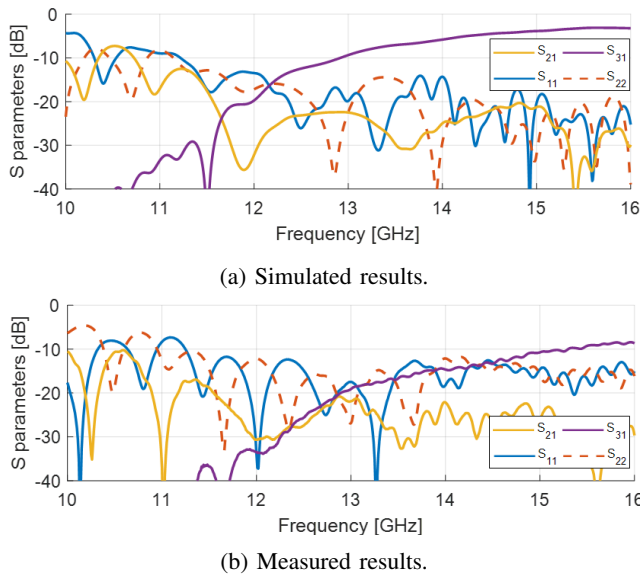 0
-10
-20
-30
-40
S parameters [dB]
S21 S31
S11 S22
10 11 12 13 14 15 16
Frequency [GHz]
(a) Simulated results.
0
-10
-20
-30
-40
S parameters [dB]
S21 S31
S11 S22
10 11 12 13 14 15 16
Frequency [GHz]
(b) Measured results.